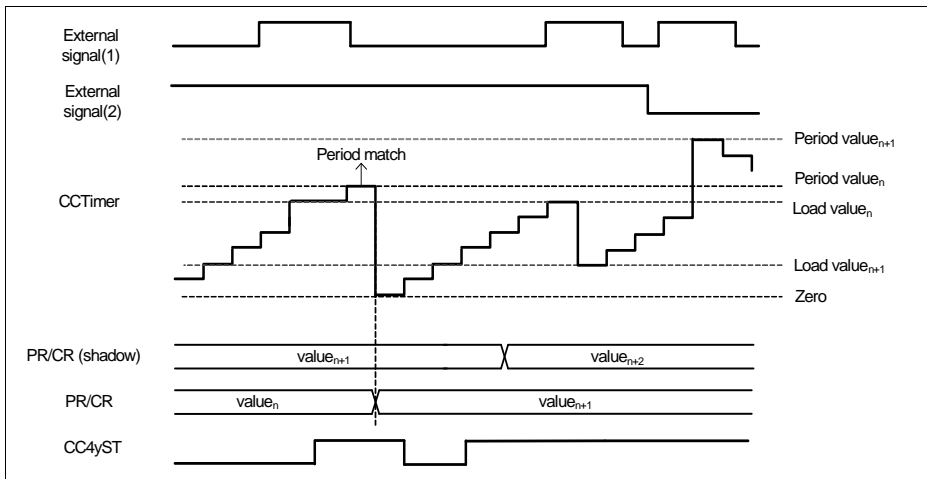 External
signal(1)
External
signal(2)
Period value n+1
Period match
Period value n
CCTimer
Load value n
Load value n+1
Zero
PR/CR (shadow)
value n+1
value n+2
PR/CR
value n
value n+1
CC4yST